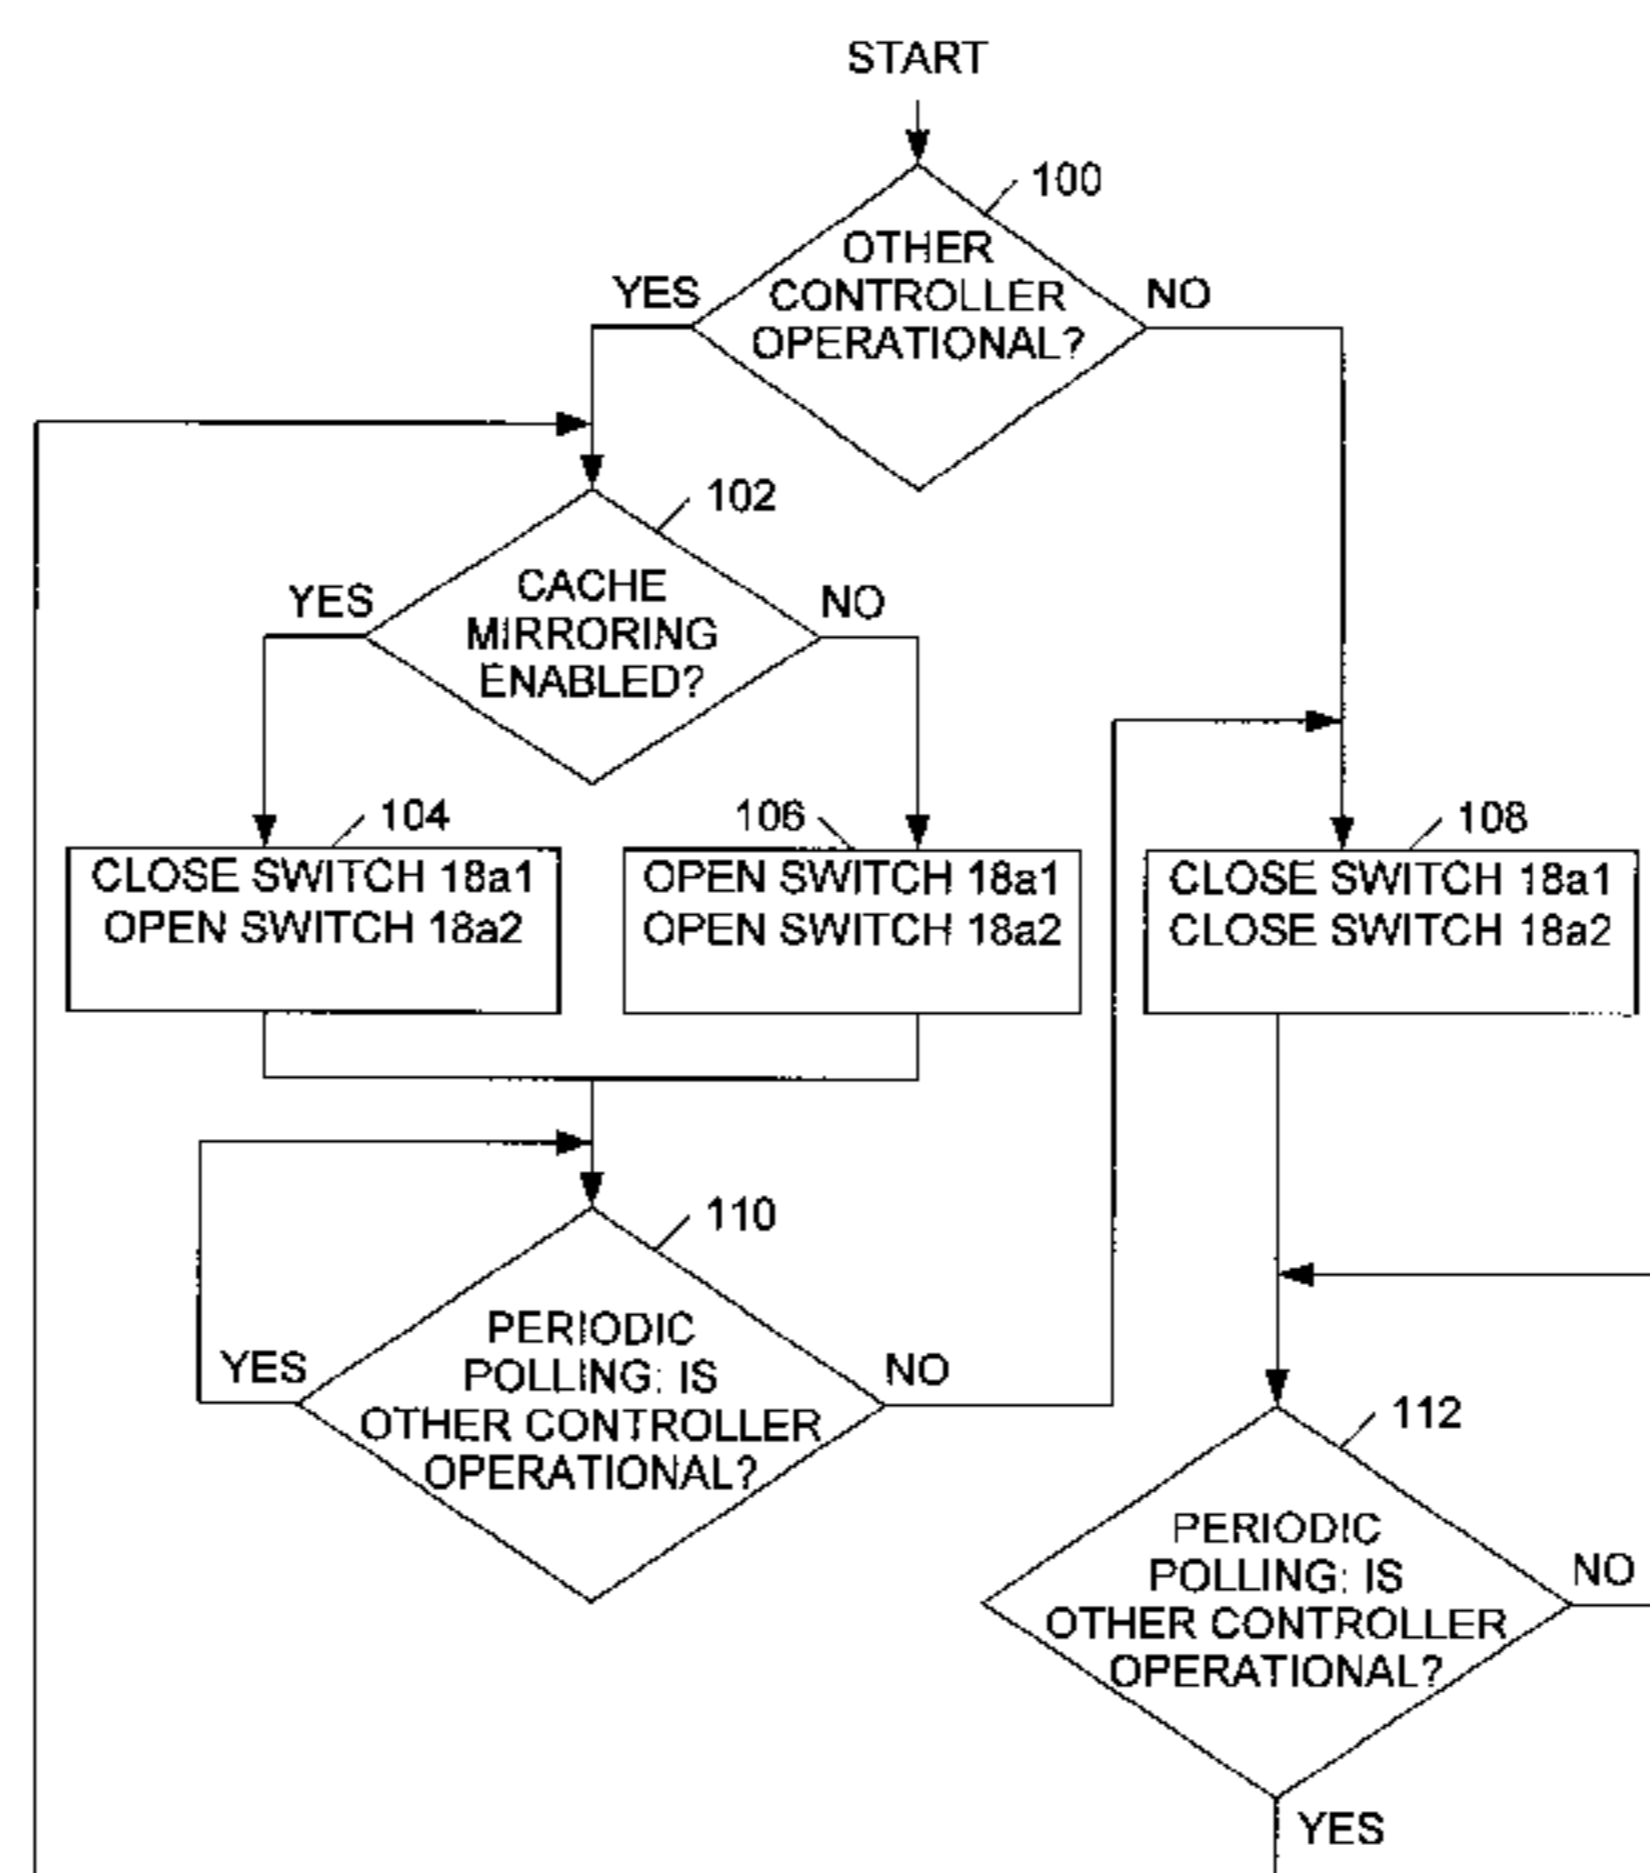 START
100
OTHER
CONTROLLER
OPERATIONAL?
YES
NO
102
CACHE
MIRRORING
ENABLED?
YES
NO
104
CLOSE SWITCH 18a1
OPEN SWITCH 18a2
106
OPEN SWITCH 18a1
OPEN SWITCH 18a2
108
CLOSE SWITCH 18a1
CLOSE SWITCH 18a2
110
PERIODIC
POLLING: IS
OTHER CONTROLLER
OPERATIONAL?
YES
NO
112
PERIODIC
POLLING: IS
OTHER CONTROLLER
OPERATIONAL?
NO
YES